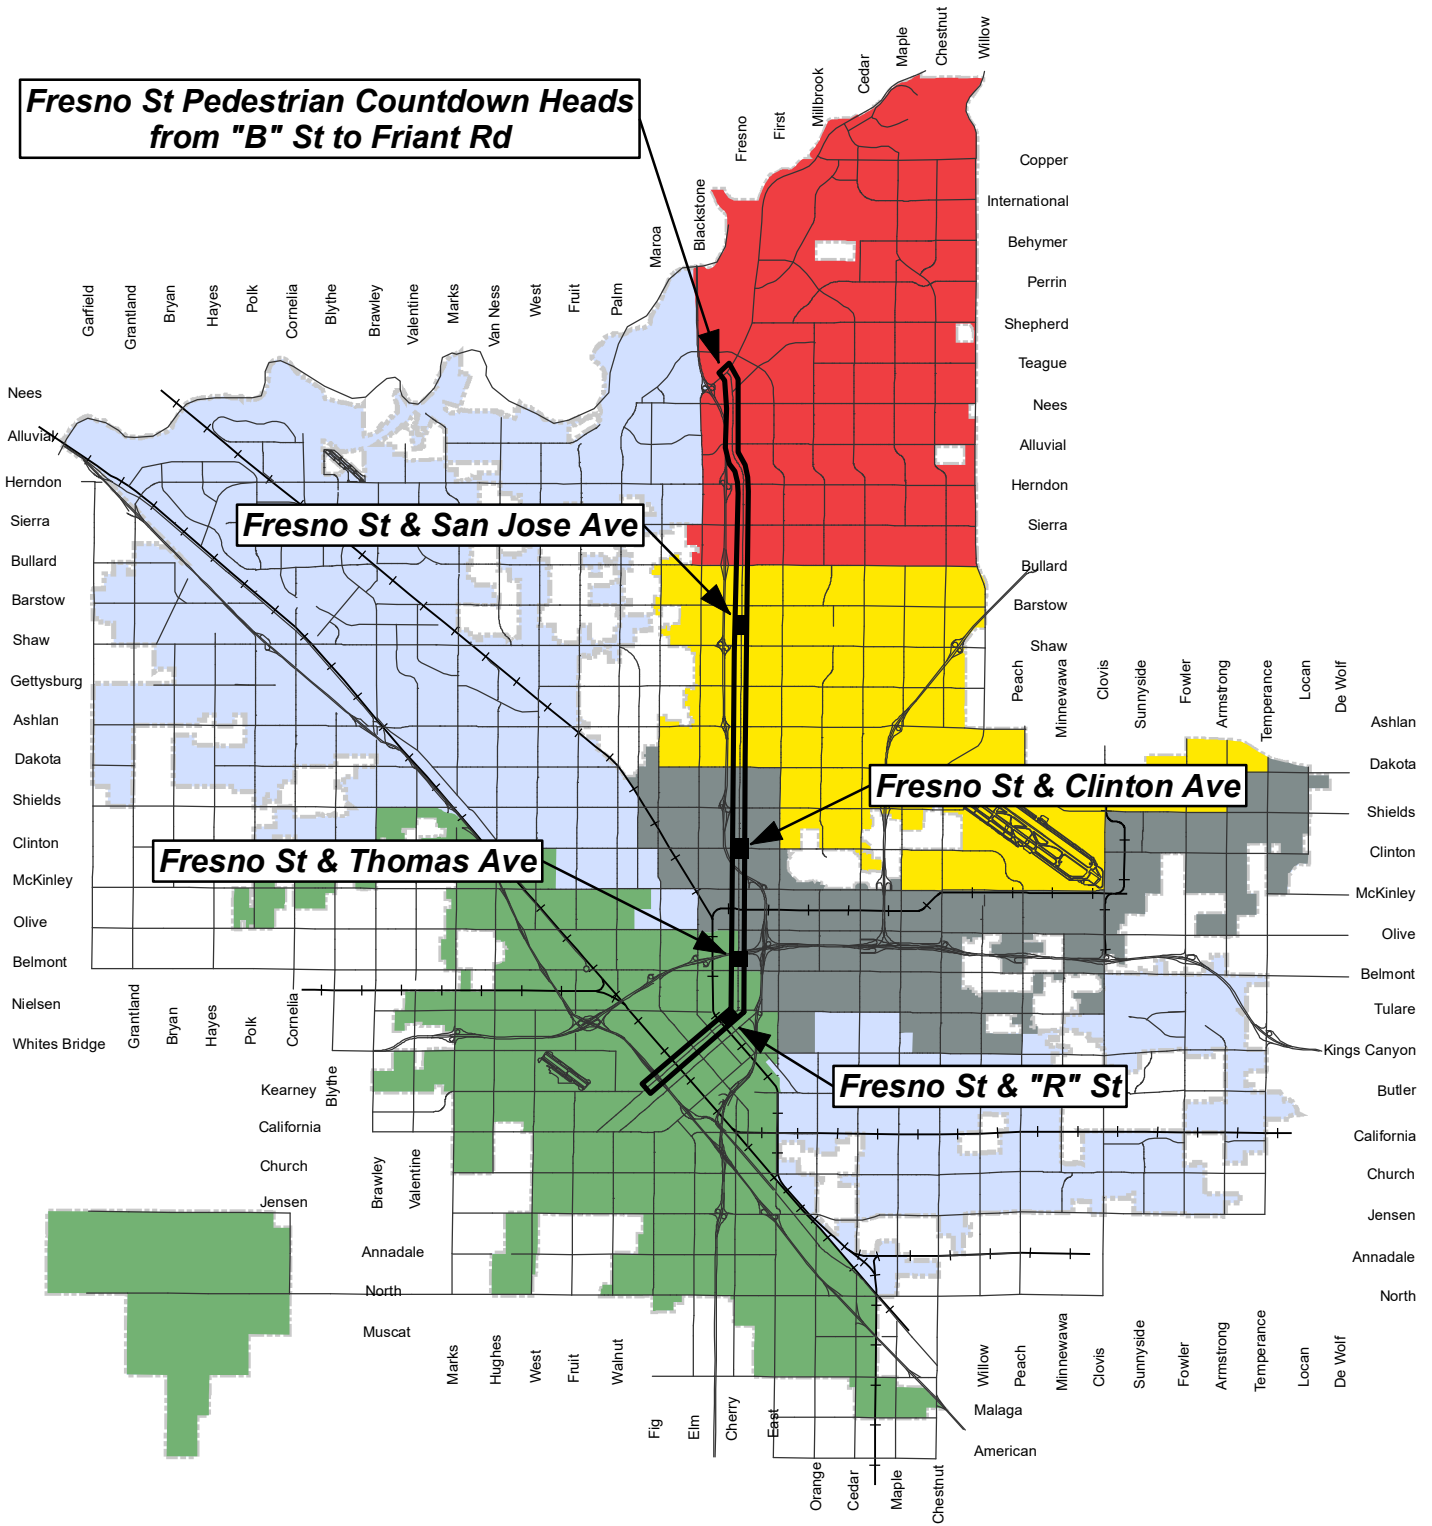 Willow
Chestnut
Maple
Cedar
Millbrook
First
Fresno
Blackstone
Maroa
Fresno St Pedestrian Countdown Heads
from "B" St to Friant Rd
Copper
International
Behymer
Perrin
Shepherd
Teague
Nees
Alluvial
Herndon
Sierra
Bullard
Barstow
Shaw
Garfield
Grantland
Bryan
Hayes
Polk
Cornelia
Blythe
Brawley
Valentine
Marks
Van Ness
West
Fruit
Palm
Nees
Alluvial
Herndon
Sierra
Bullard
Barstow
Shaw
Gettysburg
Ashlan
Dakota
Shields
Clinton
McKinley
Olive
Belmont
Nielsen
Whites Bridge
Fresno St & San Jose Ave
Fresno St & Clinton Ave
Fresno St & Thomas Ave
Fresno St & "R" St
Peach
Minnewawa
Clovis
Sunnyside
Fowler
Armstrong
Temperance
Locan
De Wolf
Ashlan
Dakota
Shields
Clinton
McKinley
Olive
Belmont
Tulare
Kings Canyon
Butler
California
Church
Jensen
Annadale
North
Grantland
Bryan
Hayes
Polk
Cornelia
Blythe
Kearney
California
Church
Jensen
Brawley
Valentine
Annadale
North
Muscat
Marks
Hughes
West
Fruit
Walnut
Fig
Elm
Cherry
East
Orange
Cedar
Maple
Chestnut
Willow
Peach
Minnewawa
Clovis
Sunnyside
Fowler
Armstrong
Temperance
Locan
De Wolf
Malaga
American